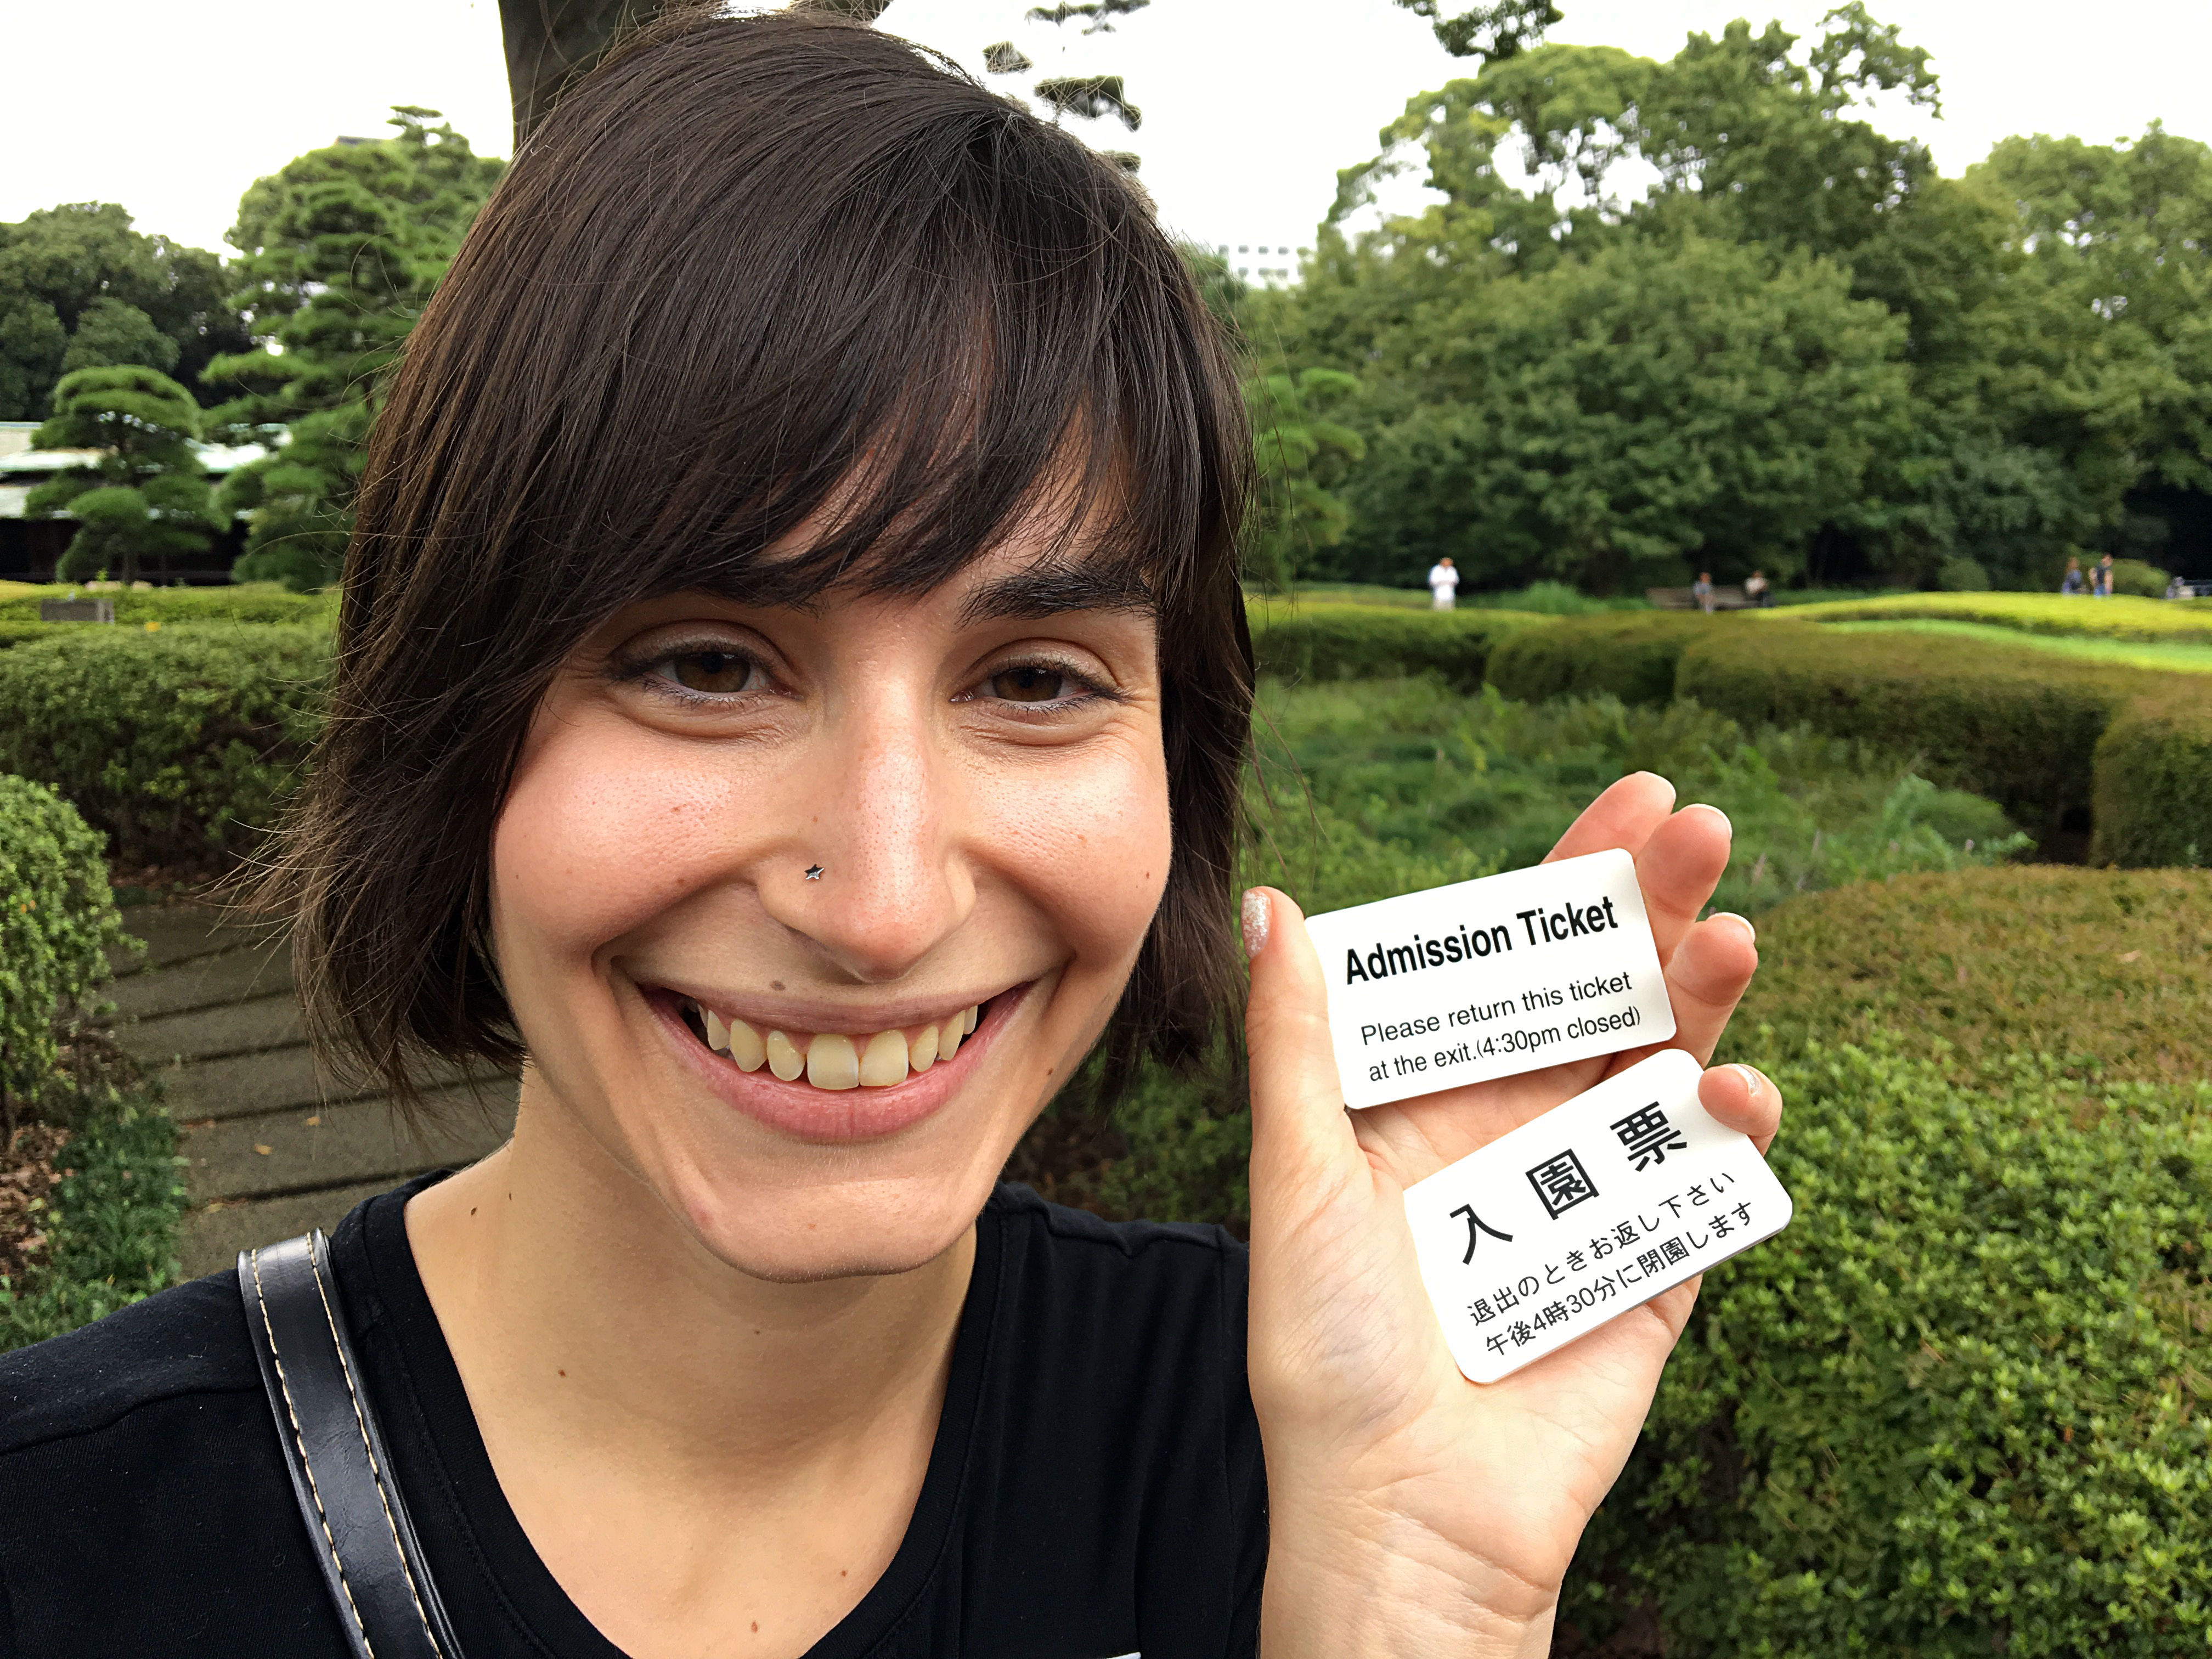 Admission Ticket
Please return this ticket
at the exit.(4:30pm closed)
入園票
退出のときお返し下さい
午後4時30分に閉園します